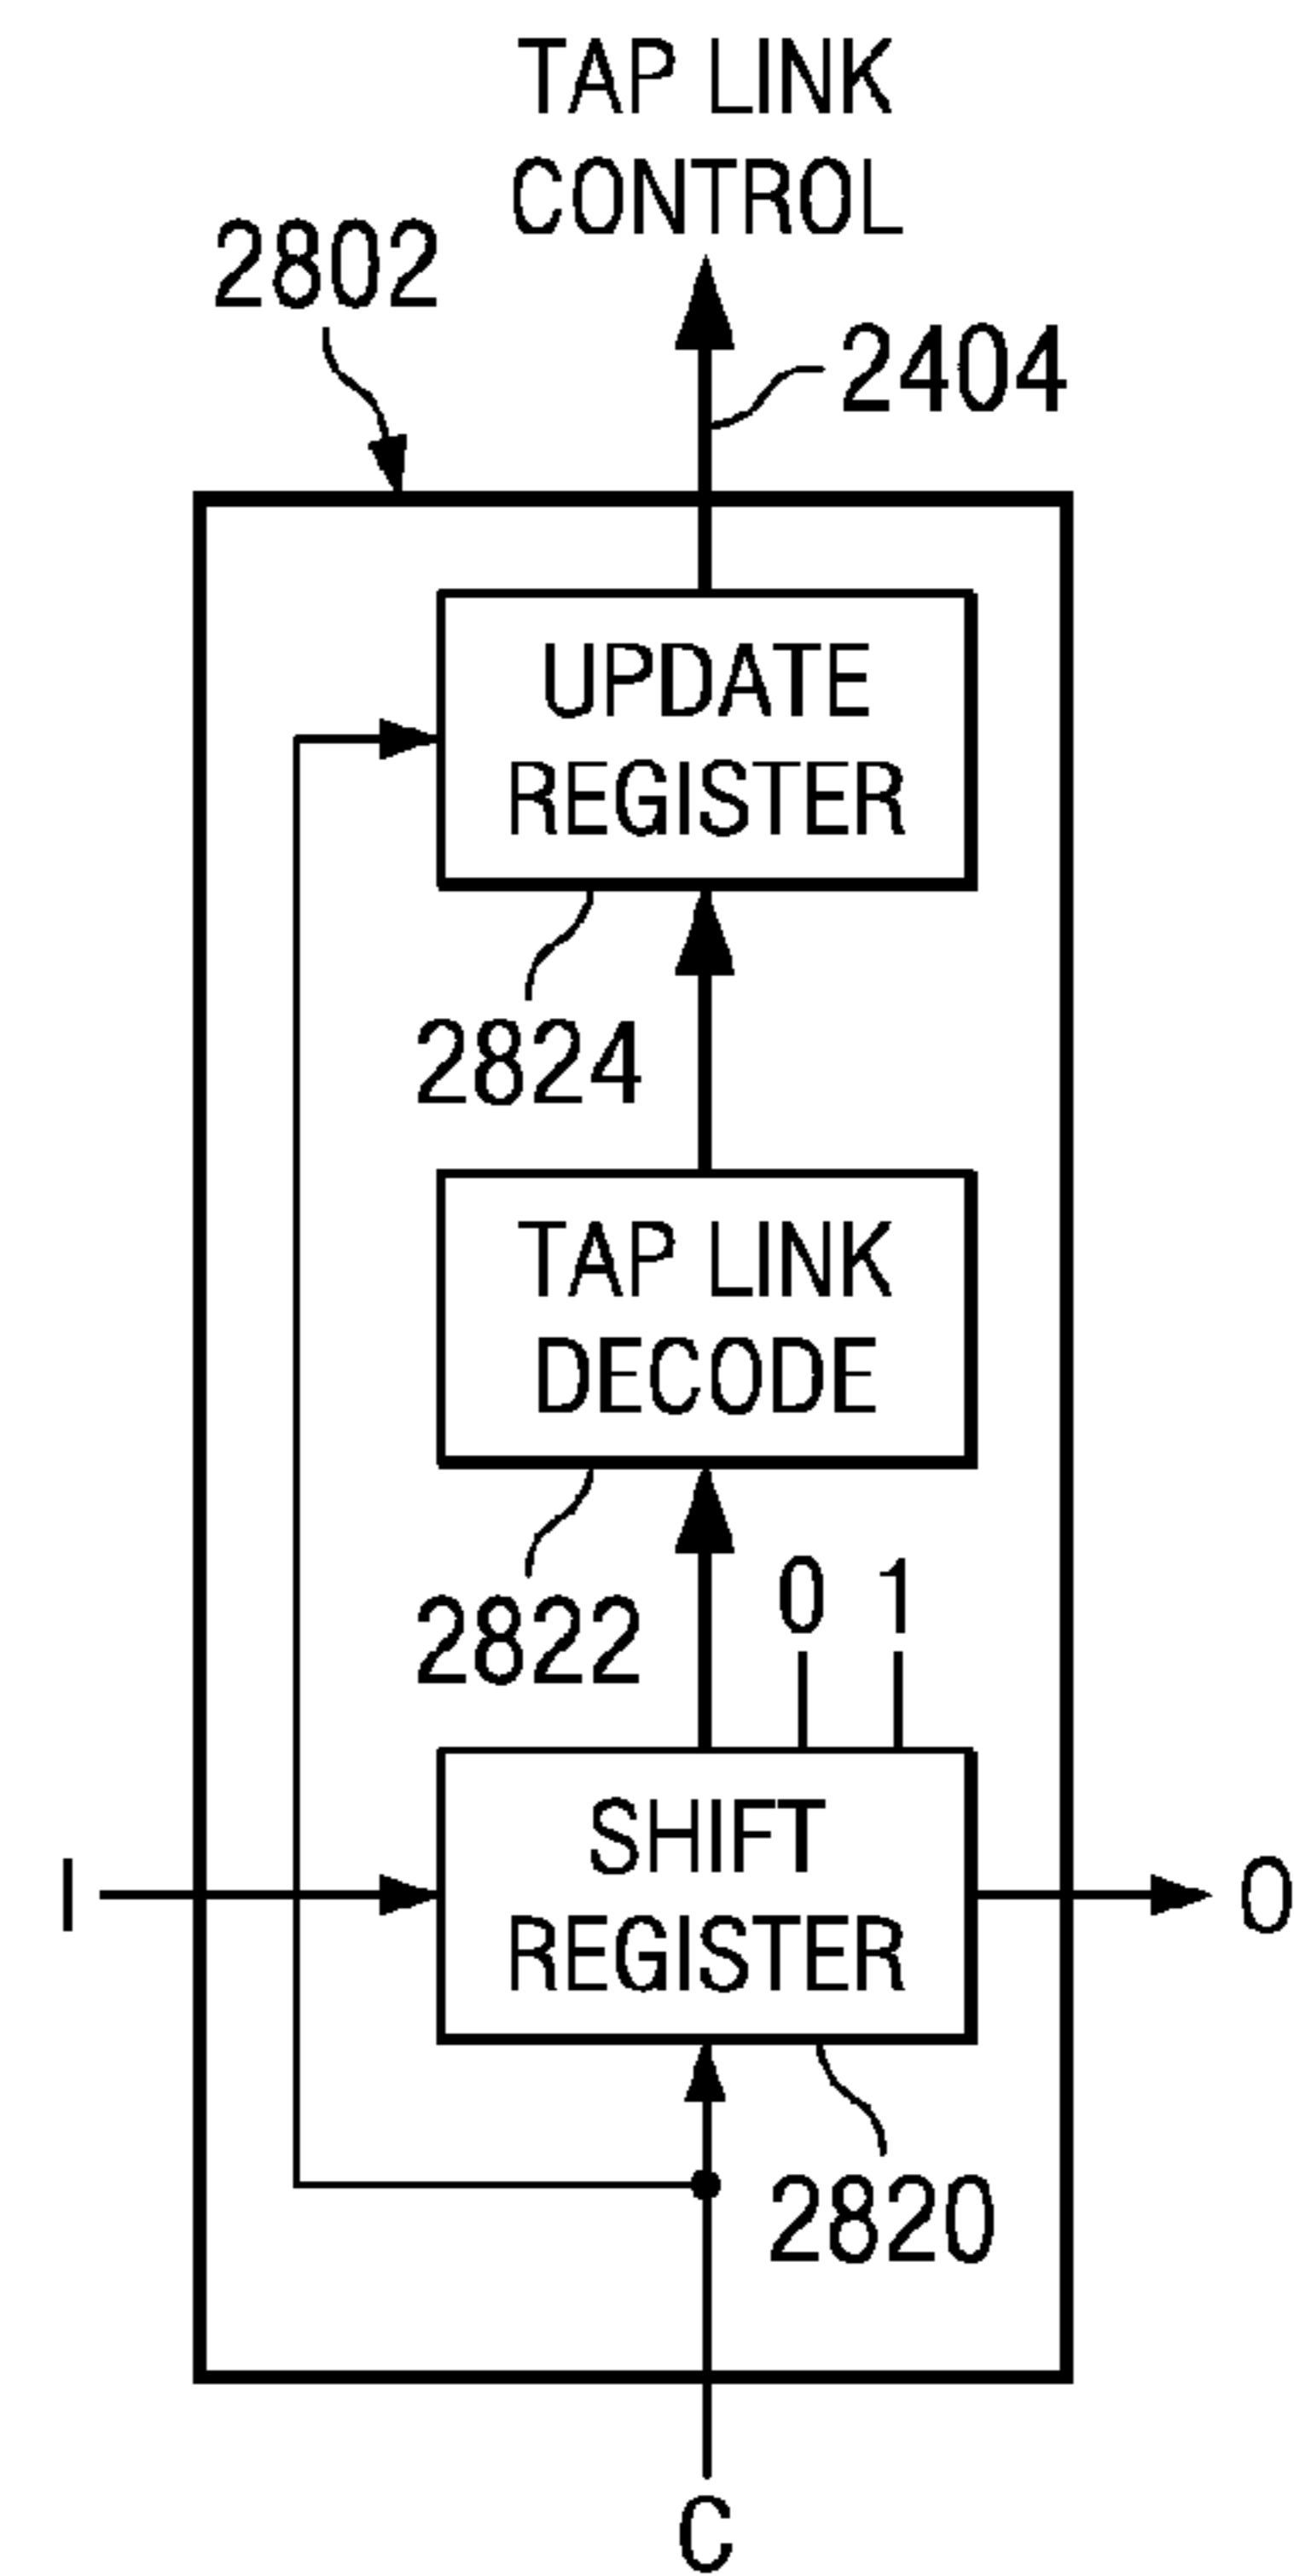 TAP LINK
CONTROL
2802
2404
UPDATE
REGISTER
2824
TAP LINK
DECODE
2822
0 1
I
SHIFT
REGISTER
O
2820
C